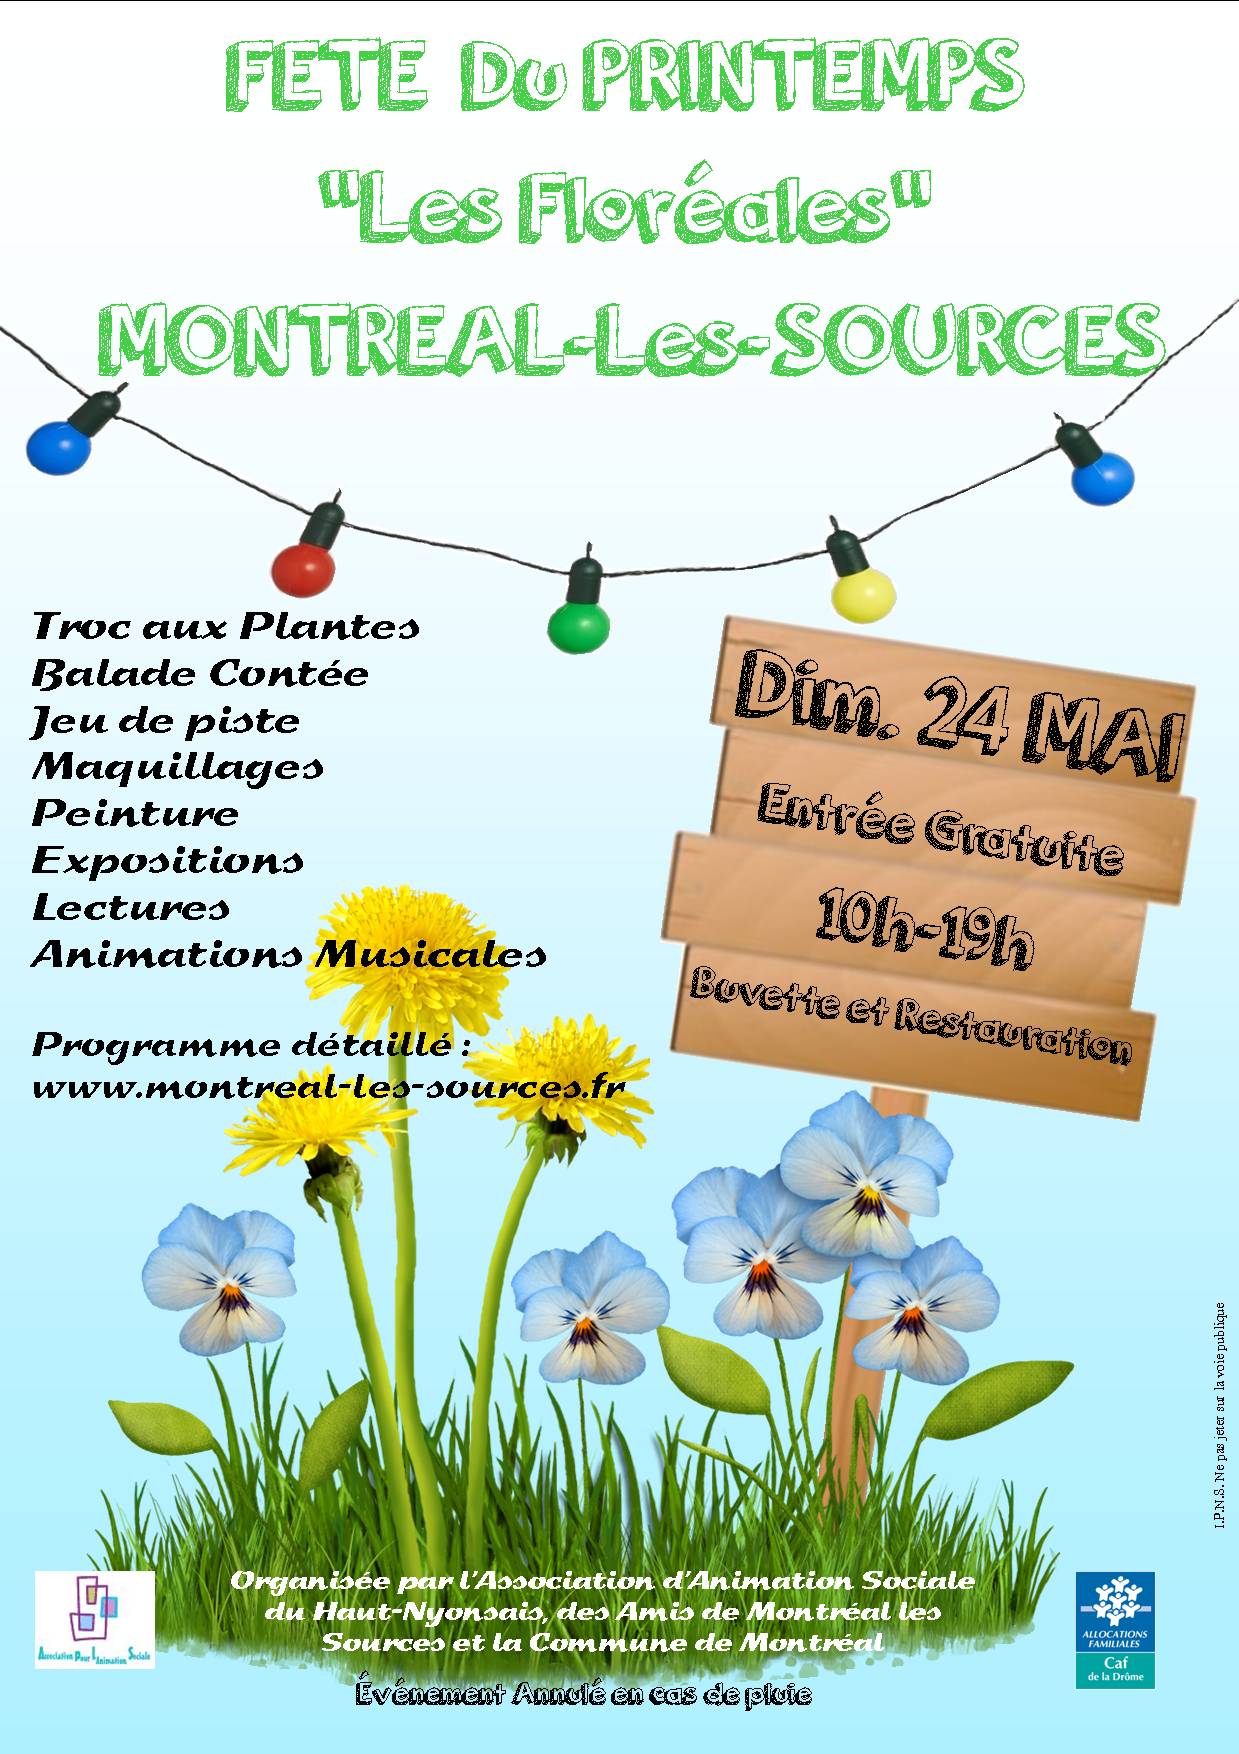 FETE Du PRINTEMPS
"Les Floréales"
MONTREAL-Les-SOURCES
Troc aux Plantes
Balade Contée
Jeu de piste
Maquillages
Peinture
Expositions
Lectures
Animations Musicales
Programme détaillé :
www.montreal-les-sources.fr
Dim. 24 MAI
Entrée Gratuite
10h-19h
Buvette et Restauration
I.P.N.S. Ne pas jeter sur la voie publique
Organisée par l'Association d'Animation Sociale
du Haut-Nyonsais, des Amis de Montréal les
Sources et la Commune de Montréal
Événement Annulé en cas de pluie
Association Pour l'Animation Sociale
ALLOCATIONS
FAMILIALES
Caf
de la Drôme